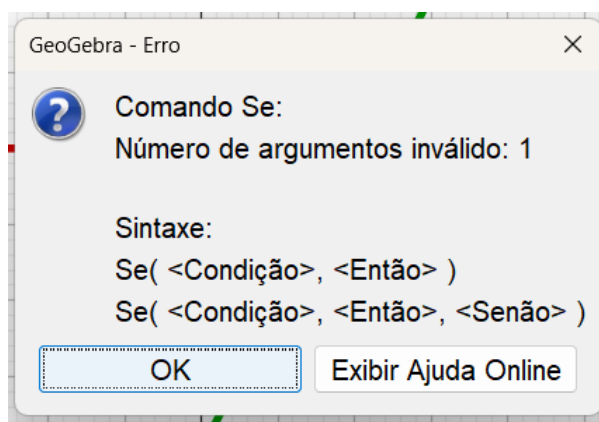 GeoGebra - Erro
Comando Se:
Número de argumentos inválido: 1
Sintaxe:
Se( <Condição>, <Então> )
Se( <Condição>, <Então>, <Senão> )
OK
Exibir Ajuda Online